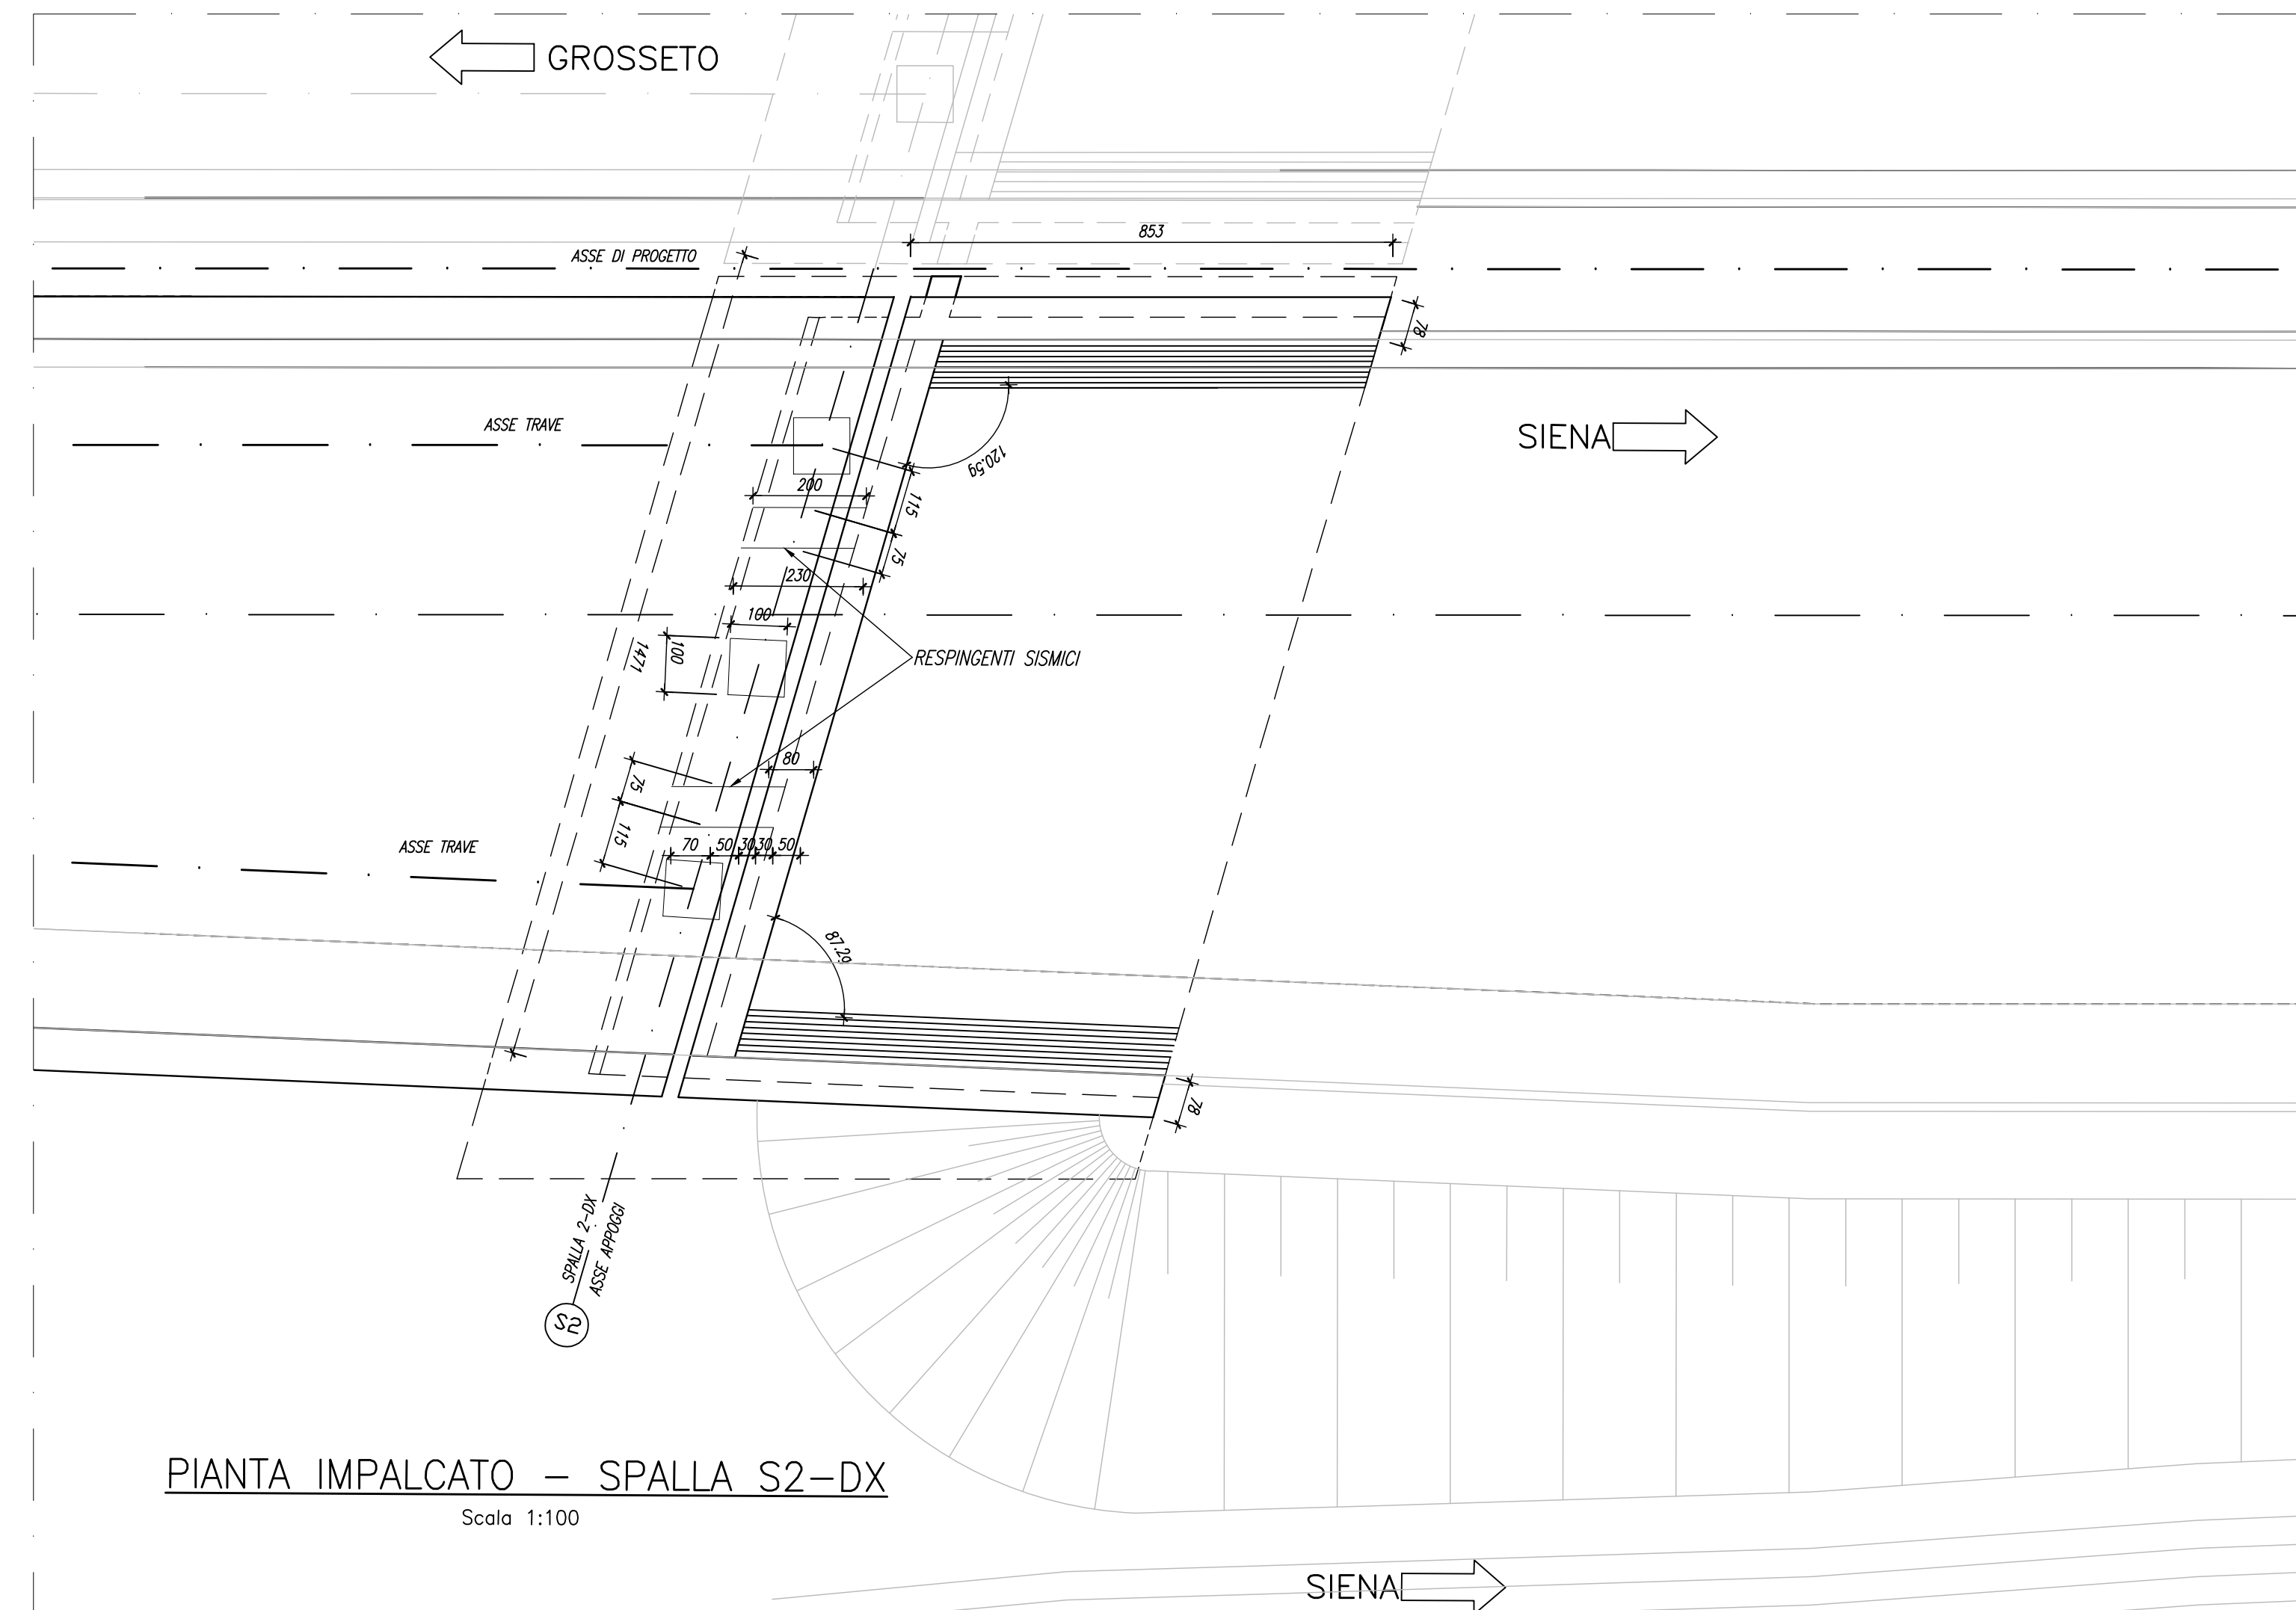 GROSSETO
853
ASSE DI PROGETTO
78
ASSE TRAVE
SIENA
120.5g
200
115
75
230
100
100
1471
RESPINGENTI SISMICI
80
75
115
70 50 30 30 50
ASSE TRAVE
87.2g
78
SPALLA 2-DX
ASSE APPOGGI
S2
PIANTA IMPALCATO - SPALLA S2-DX
Scala 1:100
SIENA